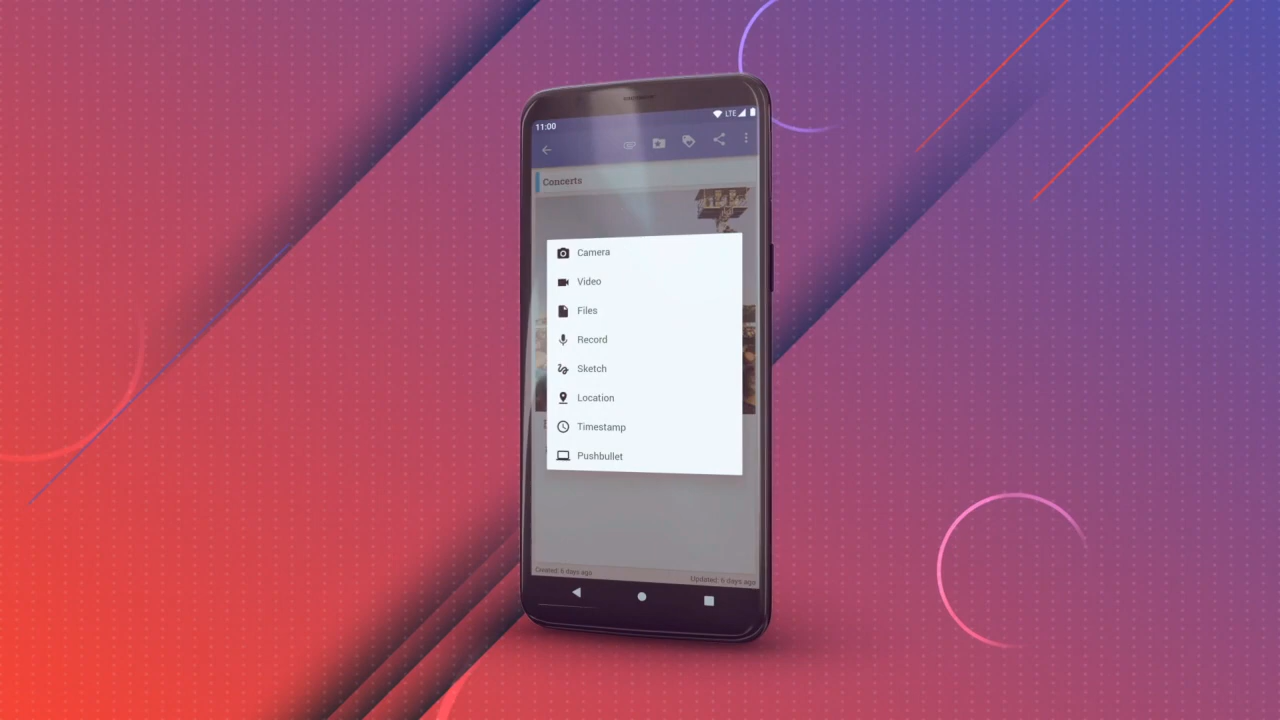 11:00
LTE
Concerts
Camera
Video
Files
Record
Sketch
Location
Timestamp
Pushbullet
Created: 6 days ago
Updated: 6 days ago